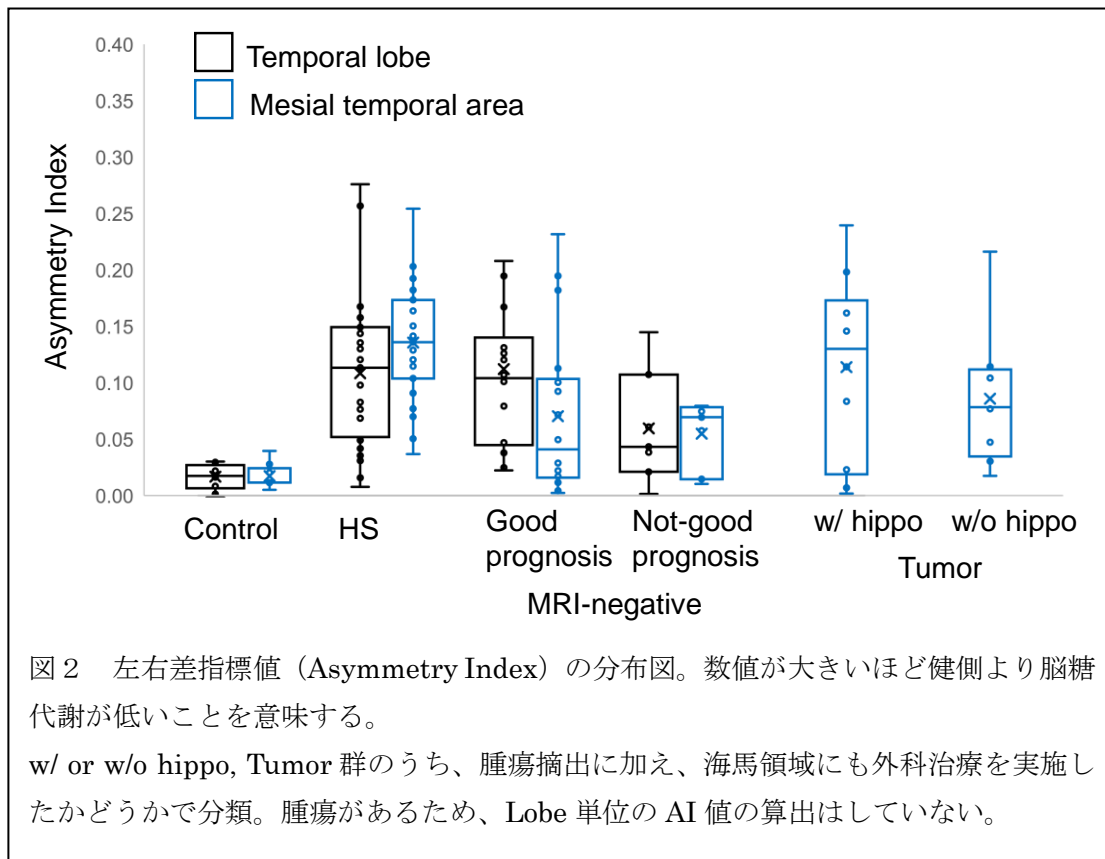 0.40
0.35
0.30
0.25
0.20
0.15
0.10
0.05
0.00
Asymmetry Index
Temporal lobe
Mesial temporal area
Control
HS
Good
prognosis
Not-good
prognosis
MRI-negative
w/ hippo
w/o hippo
Tumor
図2 左右差指標値（Asymmetry Index）の分布図。数値が大きいほど健側より脳糖
代謝が低いことを意味する。
w/ or w/o hippo, Tumor 群のうち、腫瘍摘出に加え、海馬領域にも外科治療を実施し
たかどうかで分類。腫瘍があるため、Lobe 単位の AI 値の算出はしていない。